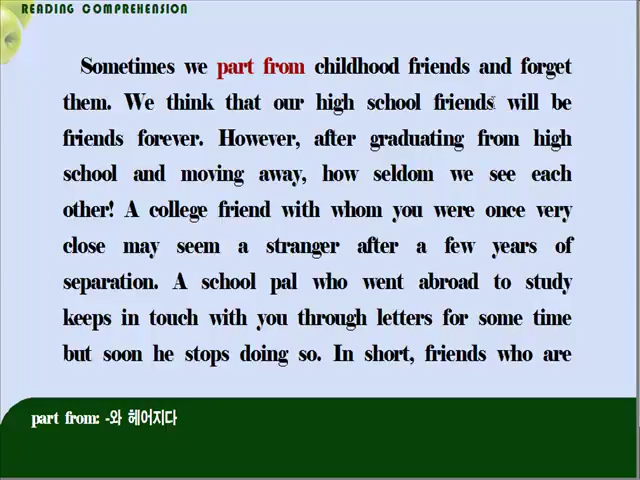 READING COMPREHENSION
Sometimes we part from childhood friends and forget
them. We think that our high school friends will be
friends forever. However, after graduating from high
school and moving away, how seldom we see each
other! A college friend with whom you were once very
close may seem a stranger after a few years of
separation. A school pal who went abroad to study
keeps in touch with you through letters for some time
but soon he stops doing so. In short, friends who are
part from: -와 헤어지다